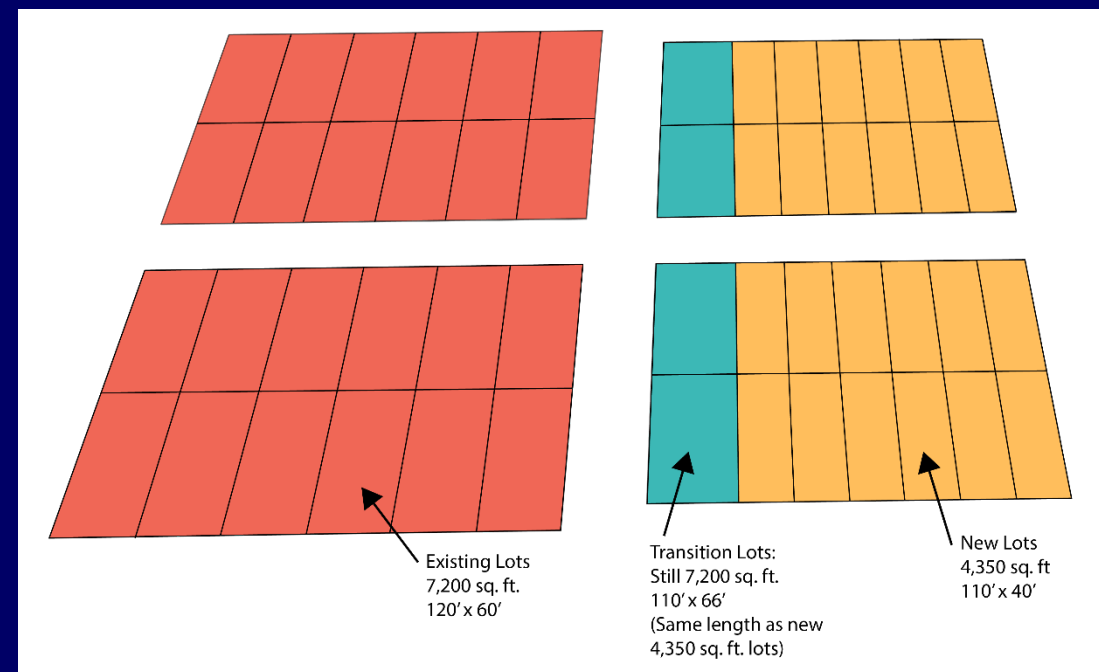 Existing Lots
7,200 sq. ft.
120' x 60'
Transition Lots:
Still 7,200 sq. ft.
110' x 66'
(Same length as new
4,350 sq. ft. lots)
New Lots
4,350 sq. ft
110' x 40'